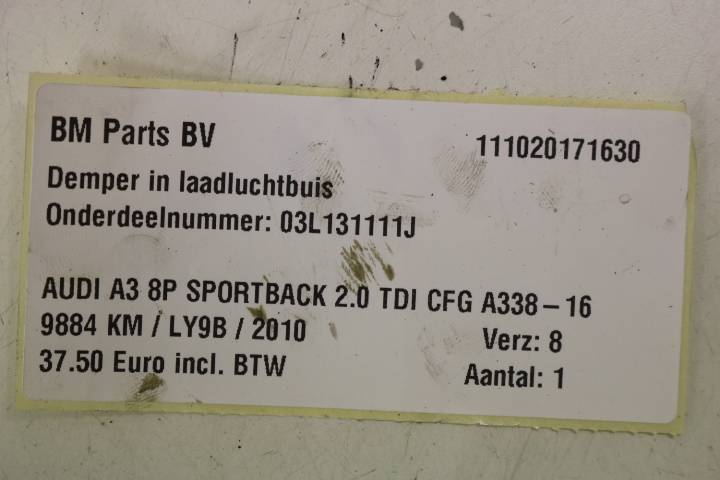 BM Parts BV 111020171630
Demper in laadluchtbuis
Onderdeelnummer: 03L131111J
AUDI A3 8P SPORTBACK 2.0 TDI CFG A338-16
9884 KM / LY9B / 2010 Verz: 8
37.50 Euro incl. BTW Aantal: 1